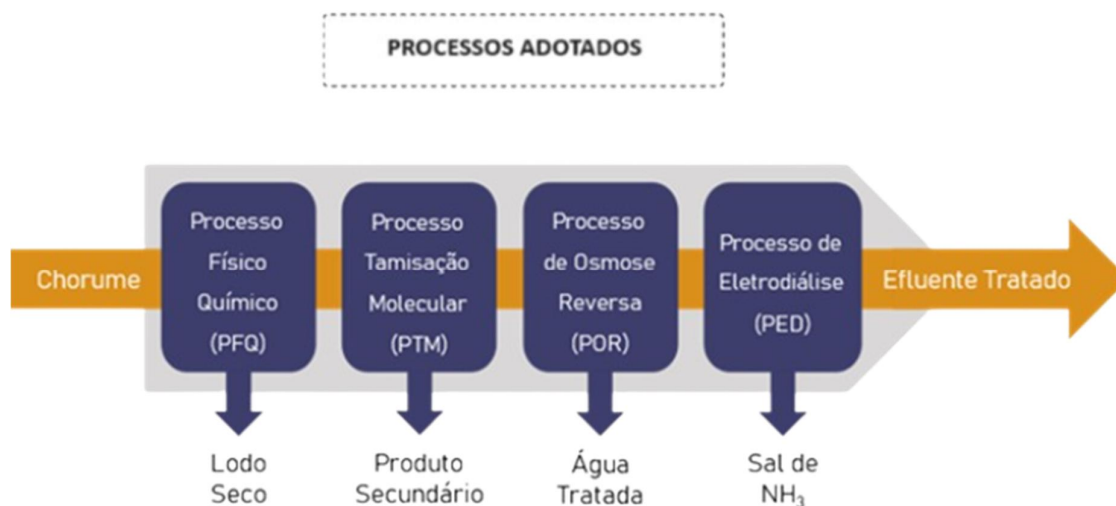 PROCESSOS ADOTADOS
Chorume
Processo
Físico
Químico
(PFQ)
Processo
Tamisação
Molecular
(PTM)
Processo
de Osmose
Reversa
(POR)
Processo de
Eletrodiálise
(PED)
Efluente Tratado
Lodo
Seco
Produto
Secundário
Água
Tratada
Sal de
NH₃